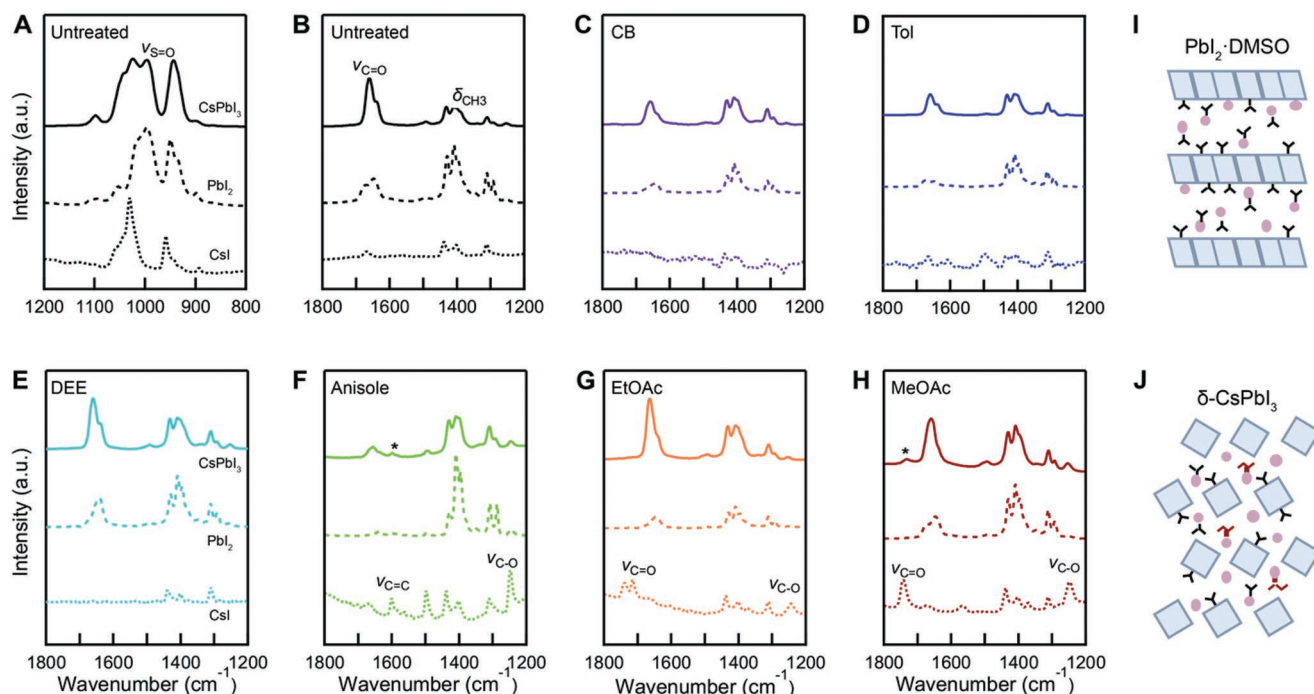 A
Untreated
νS=O
CsPbI3
PbI2
CsI
Intensity (a.u.)
1200 1100 1000 900 800
B
Untreated
νC=O
δCH3
1800 1600 1400 1200
C
CB
1800 1600 1400 1200
D
Tol
1800 1600 1400 1200
I
PbI2·DMSO
E
DEE
CsPbI3
PbI2
CsI
Intensity (a.u.)
1800 1600 1400 1200
Wavenumber (cm-1)
F
Anisole
*
νC=C
νC-O
1800 1600 1400 1200
Wavenumber (cm-1)
G
EtOAc
νC=O
νC-O
1800 1600 1400 1200
Wavenumber (cm-1)
H
MeOAc
*
νC=O
νC-O
1800 1600 1400 1200
Wavenumber (cm-1)
J
δ-CsPbI3